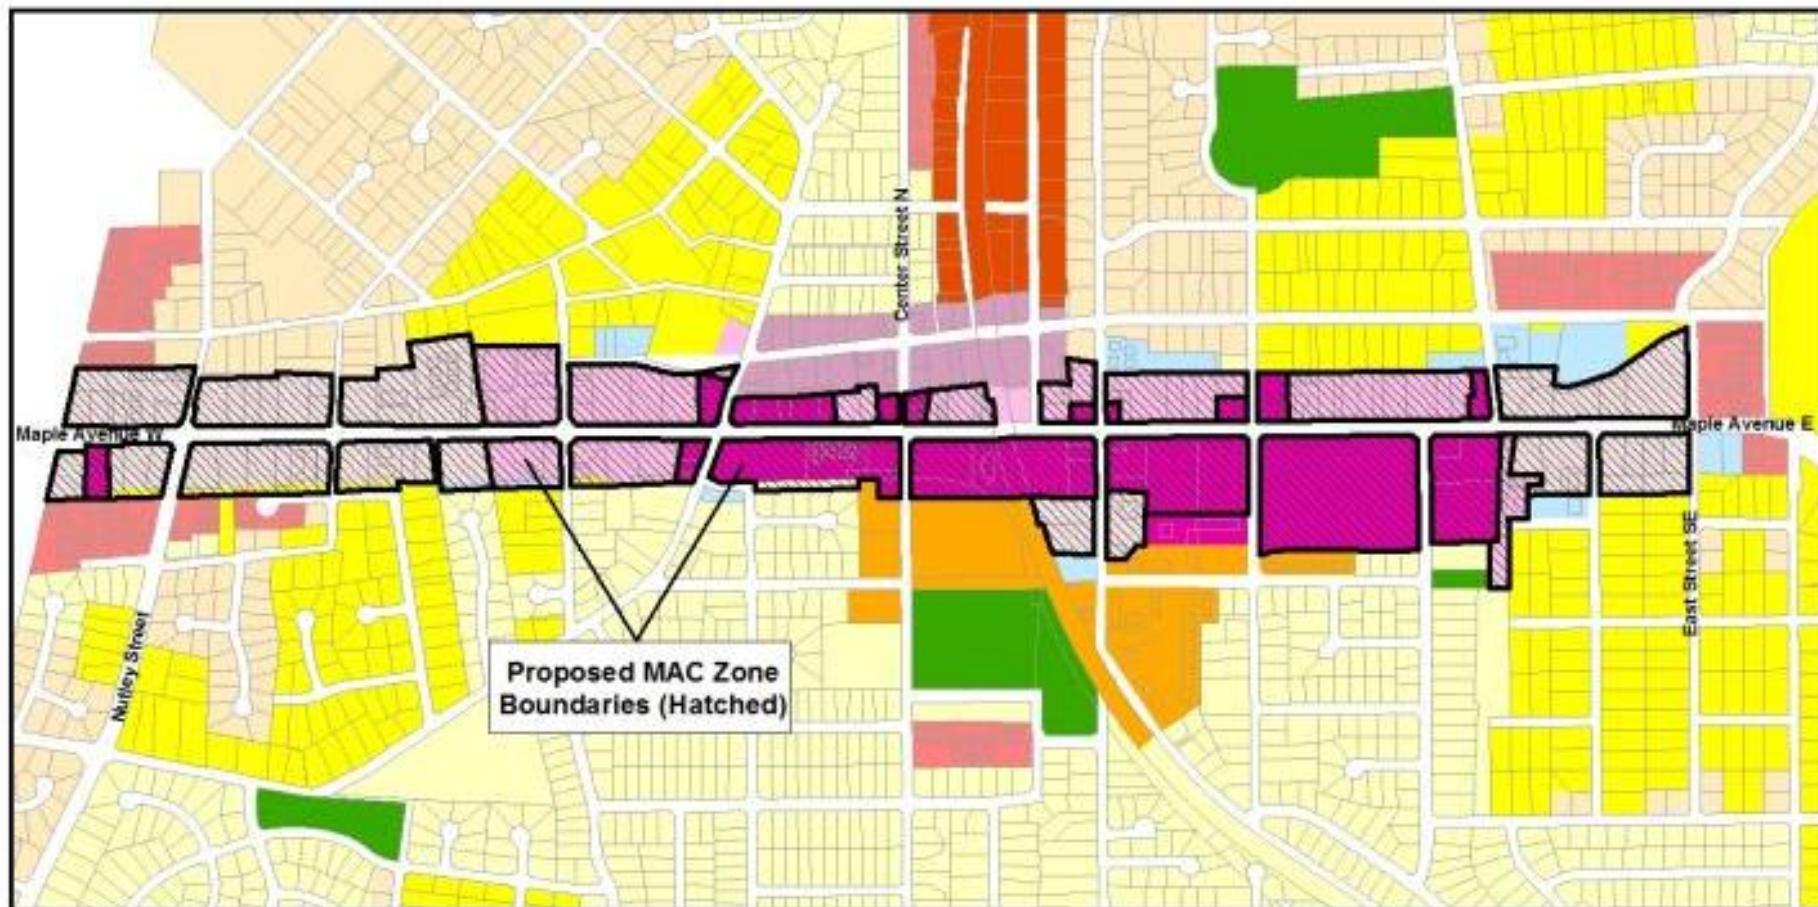 Center Street N
Maple Avenue W
Maple Avenue E
East Street SE
Nutley Street
Proposed MAC Zone
Boundaries (Hatched)